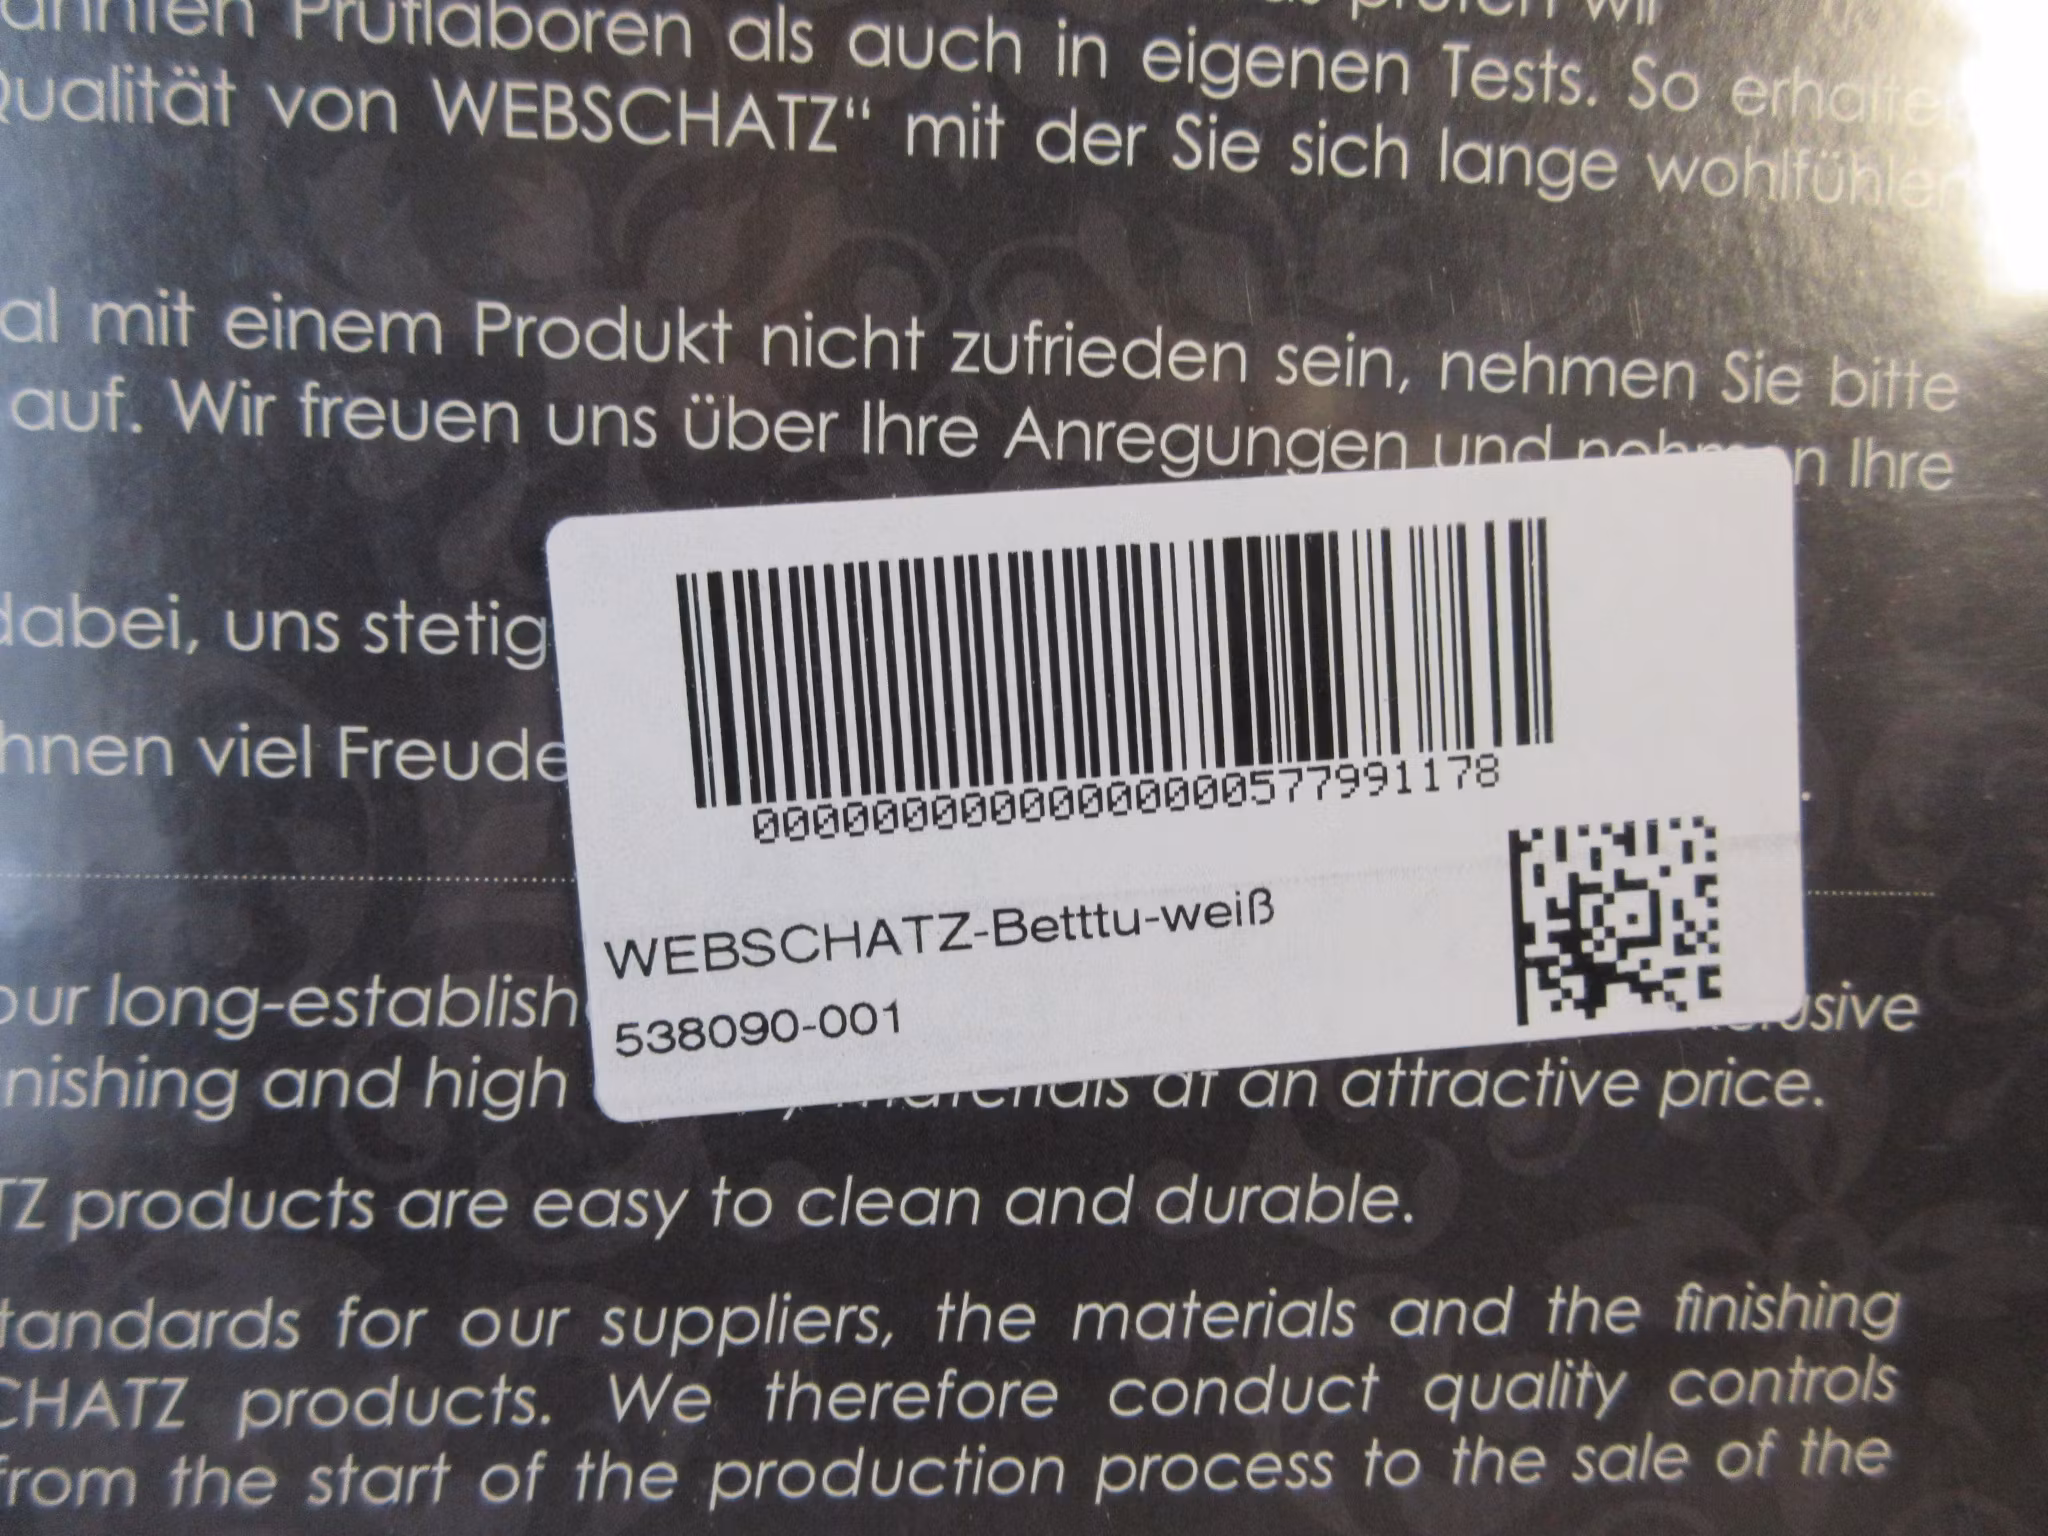 annten Prüflaboren als auch in eigenen Tests. So erhalten
Qualität von WEBSCHATZ“ mit der Sie sich lange wohlfühlen
al mit einem Produkt nicht zufrieden sein, nehmen Sie bitte
auf. Wir freuen uns über Ihre Anregungen und nehmen Ihre
dabei, uns stetig
hnen viel Freude
00000000000000000577991178
WEBSCHATZ-Betttu-weiß
538090-001
our long-establish
nishing and high materials at an attractive price.
TZ products are easy to clean and durable.
tandards for our suppliers, the materials and the finishing
CHATZ products. We therefore conduct quality controls
from the start of the production process to the sale of the